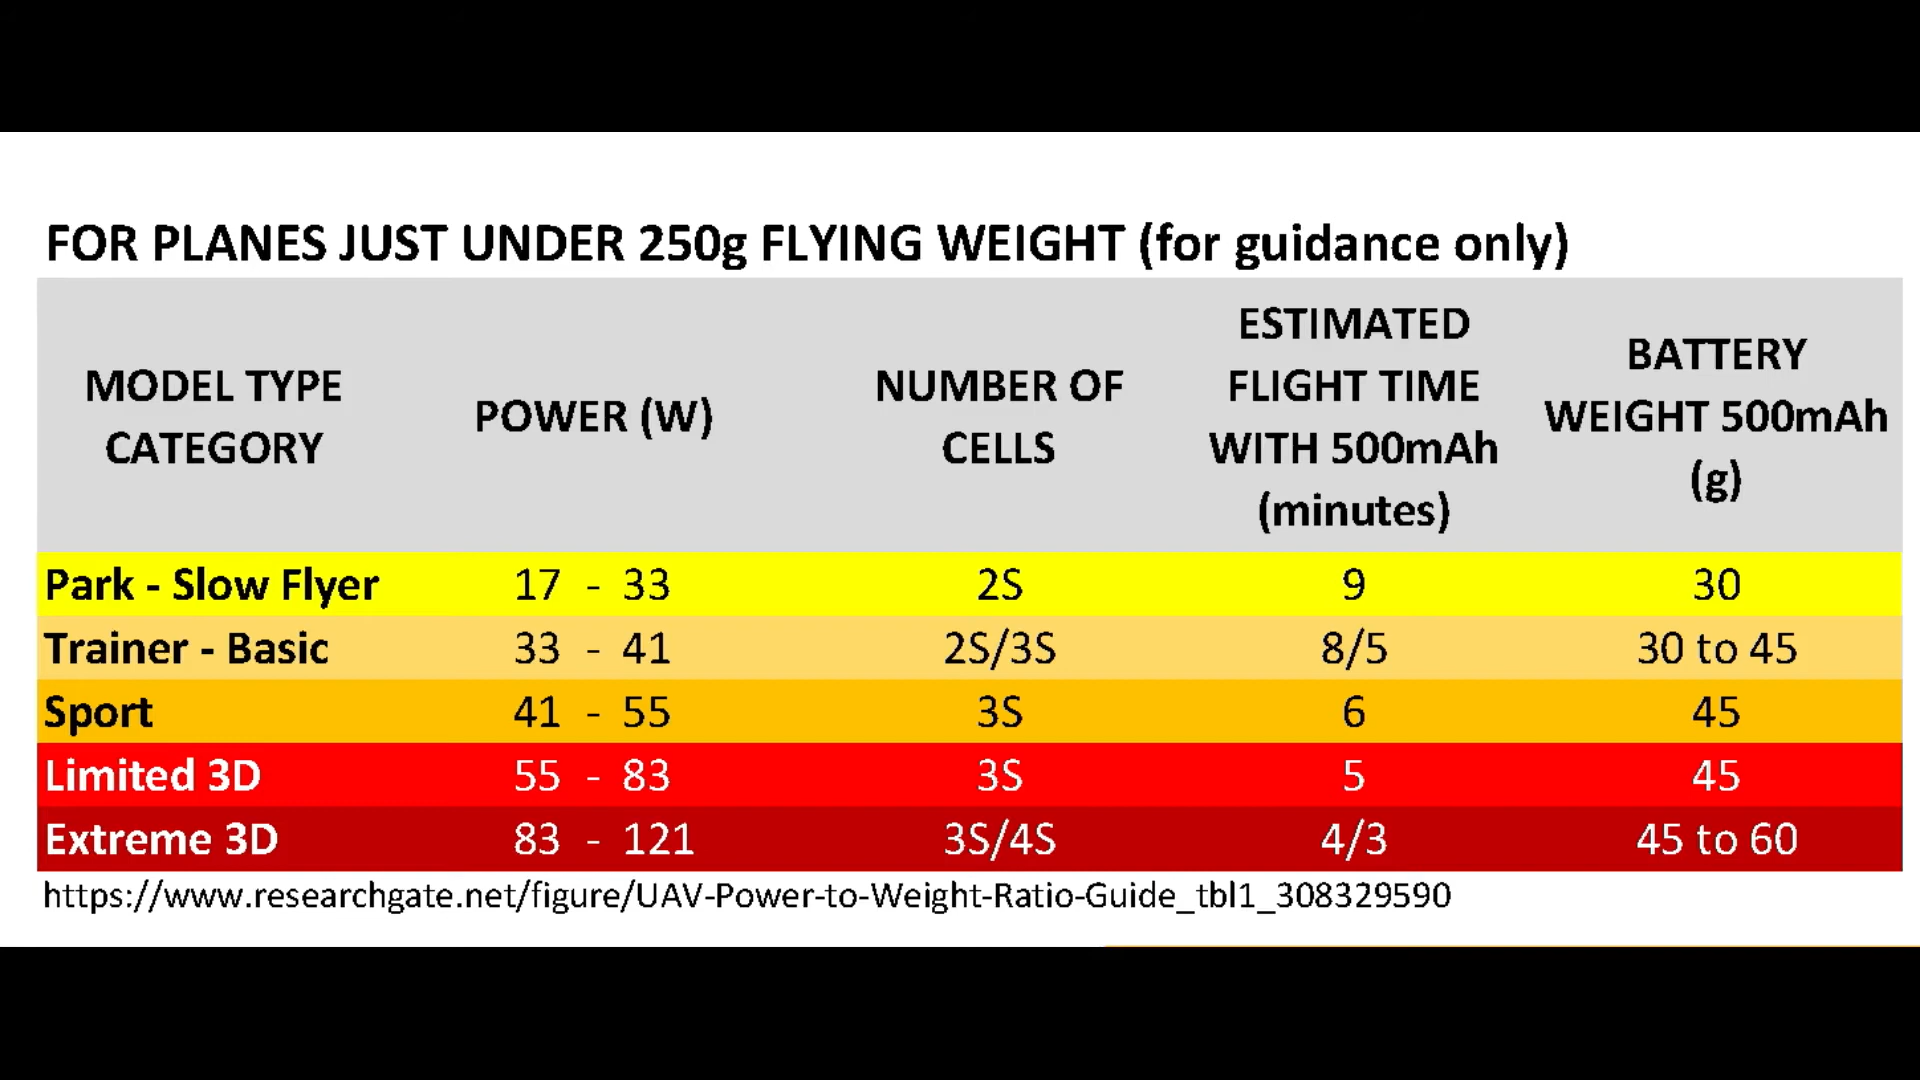 FOR PLANES JUST UNDER 250g FLYING WEIGHT (for guidance only)
MODEL TYPE CATEGORY POWER (W) NUMBER OF CELLS ESTIMATED FLIGHT TIME WITH 500mAh (minutes) BATTERY WEIGHT 500mAh (g)
Park - Slow Flyer 17 - 33 2S 9 30
Trainer - Basic 33 - 41 2S/3S 8/5 30 to 45
Sport 41 - 55 3S 6 45
Limited 3D 55 - 83 3S 5 45
Extreme 3D 83 - 121 3S/4S 4/3 45 to 60
https://www.researchgate.net/figure/UAV-Power-to-Weight-Ratio-Guide_tbl1_308329590